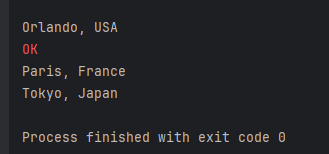 Orlando, USA
OK
Paris, France
Tokyo, Japan
Process finished with exit code 0